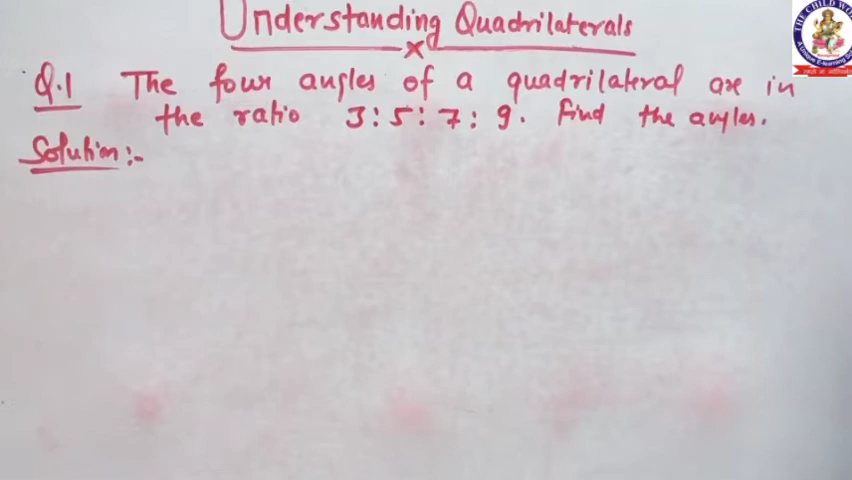 Understanding Quadrilaterals
Q.1 The four angles of a quadrilateral are in
the ratio 3:5:7:9. Find the angles.
Solution:-
THE CHILD WO